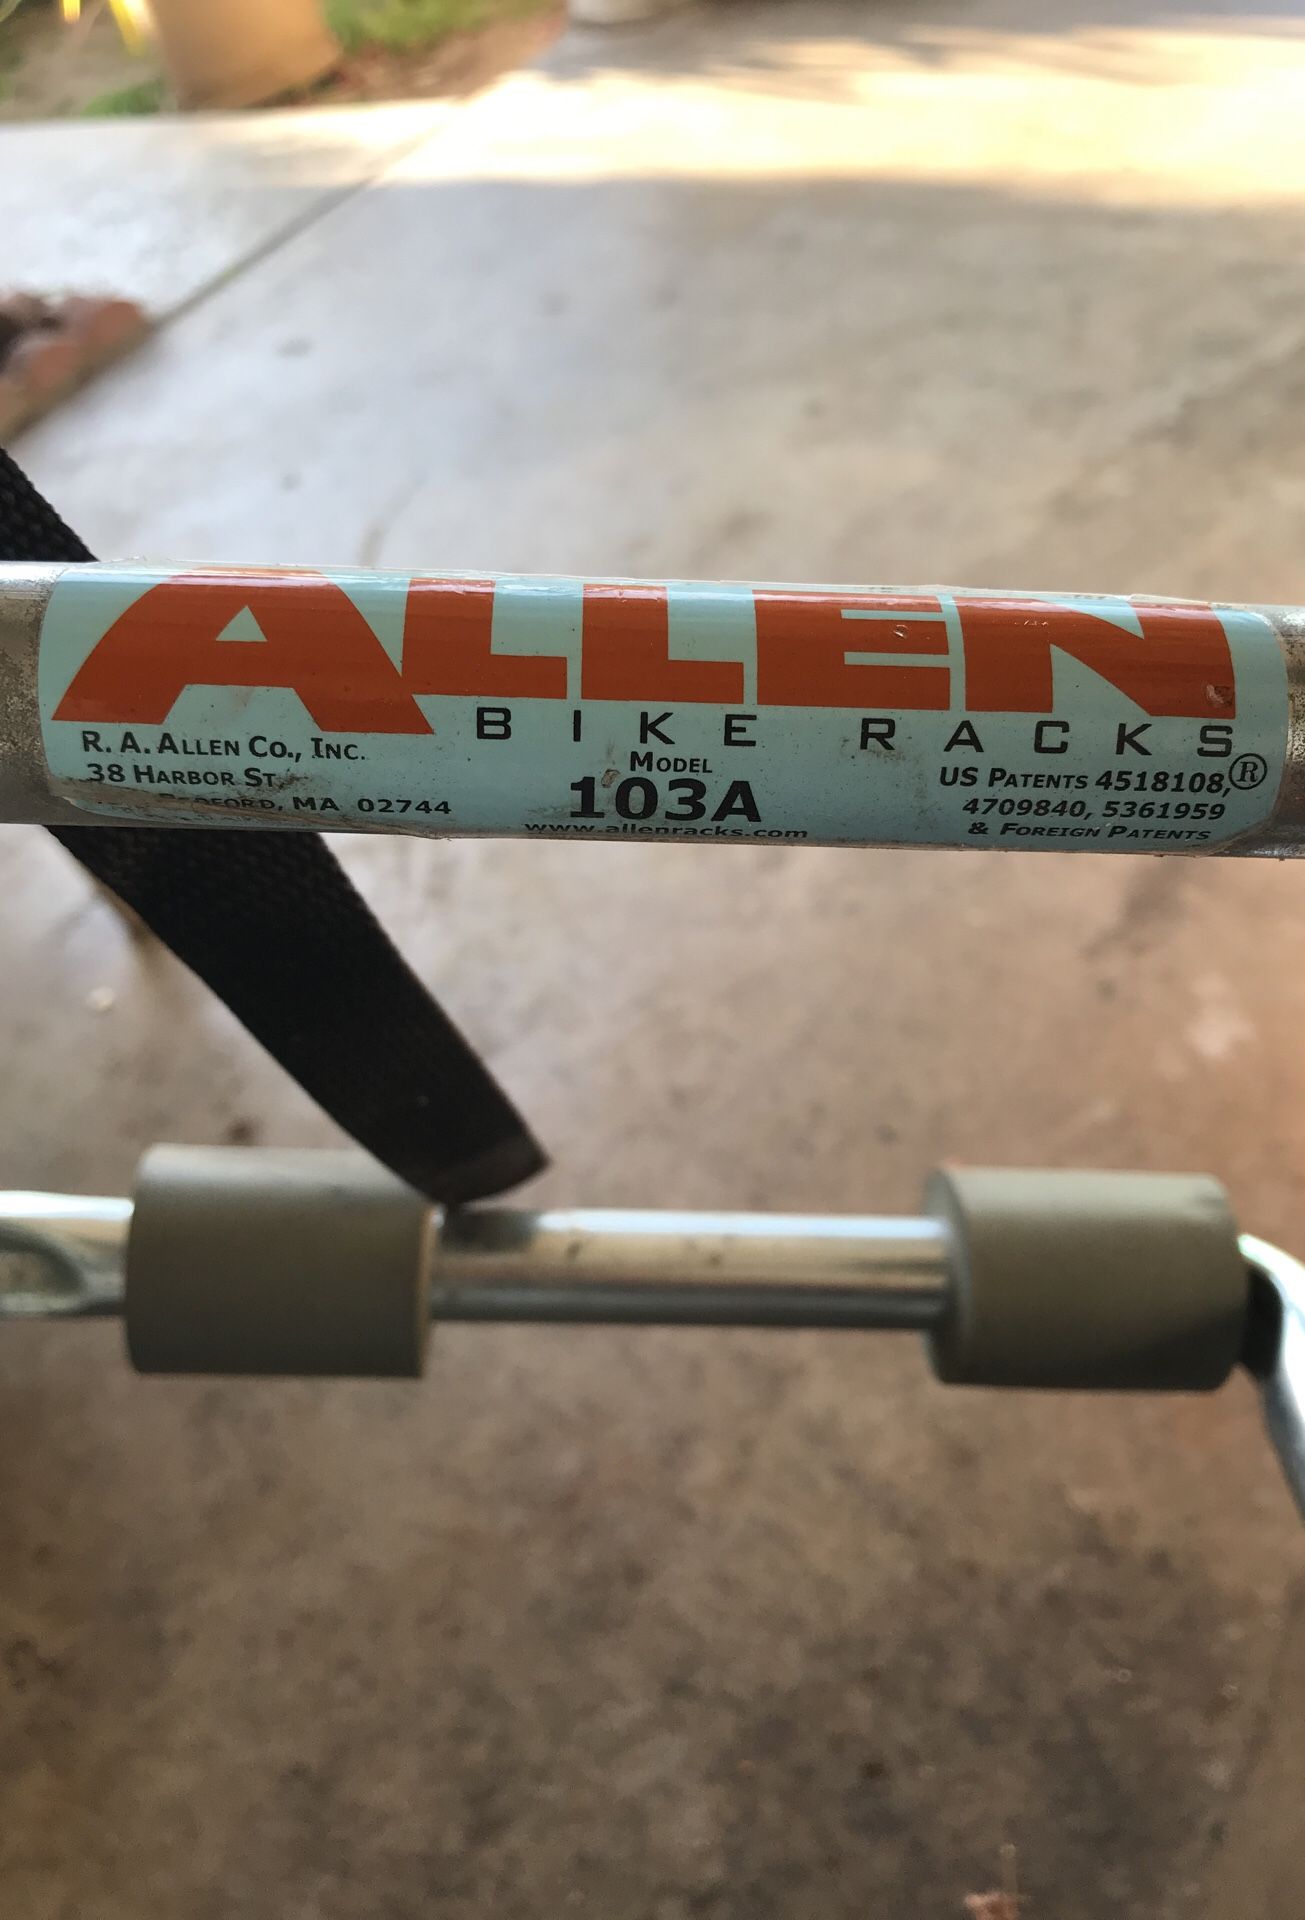 ALLEN
BIKE RACKS®
R. A. ALLEN CO., INC.
38 HARBOR ST.
BEDFORD, MA 02744
MODEL
103A
www.allenracks.com
US PATENTS 4518108,
4709840, 5361959
& FOREIGN PATENTS